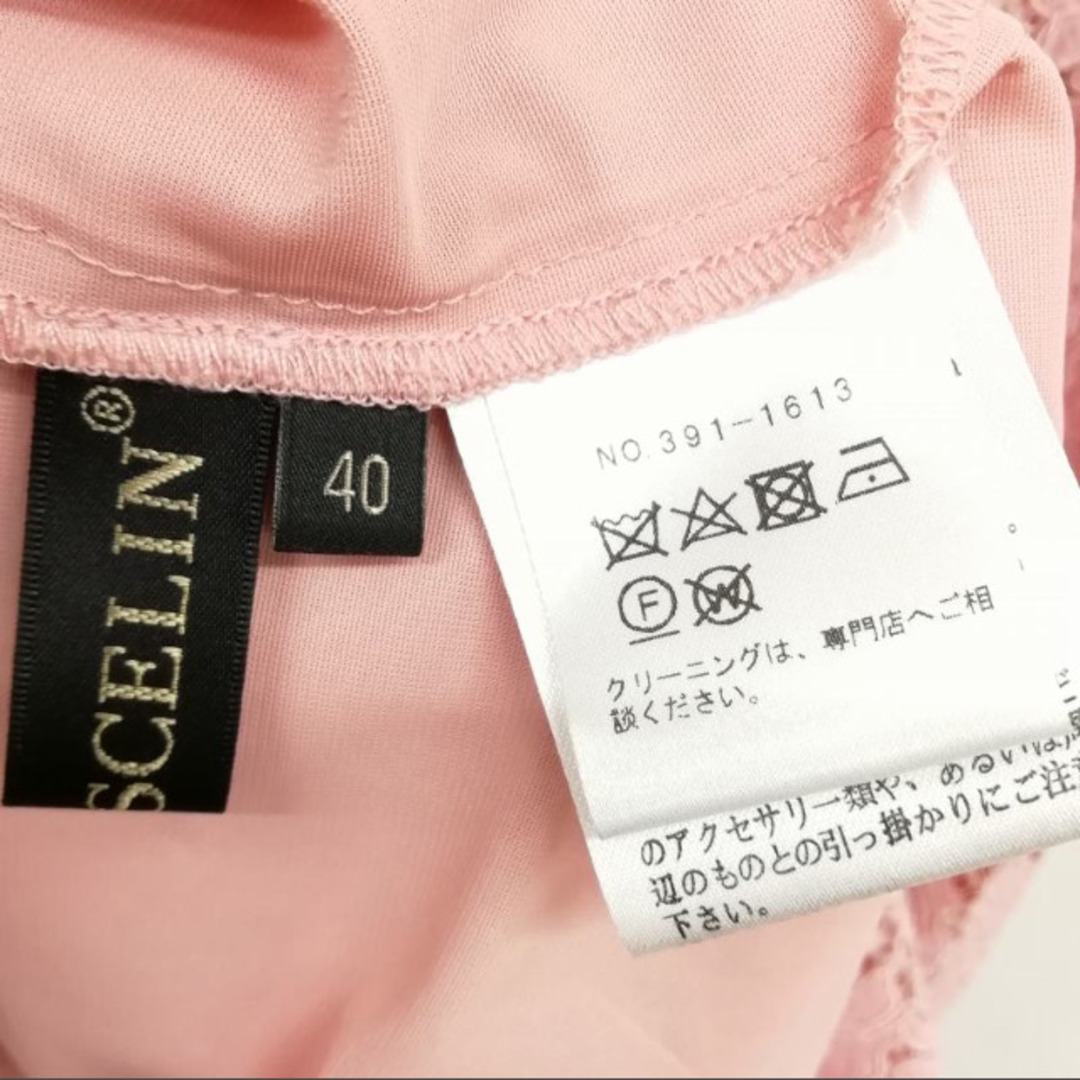 SCELIN®
40
NO.391-1613
F
W
クリーニングは、専門店へご相
談ください。
のアクセサリー類や、あるいは
辺のものとの引っ掛かりにご注
下さい。